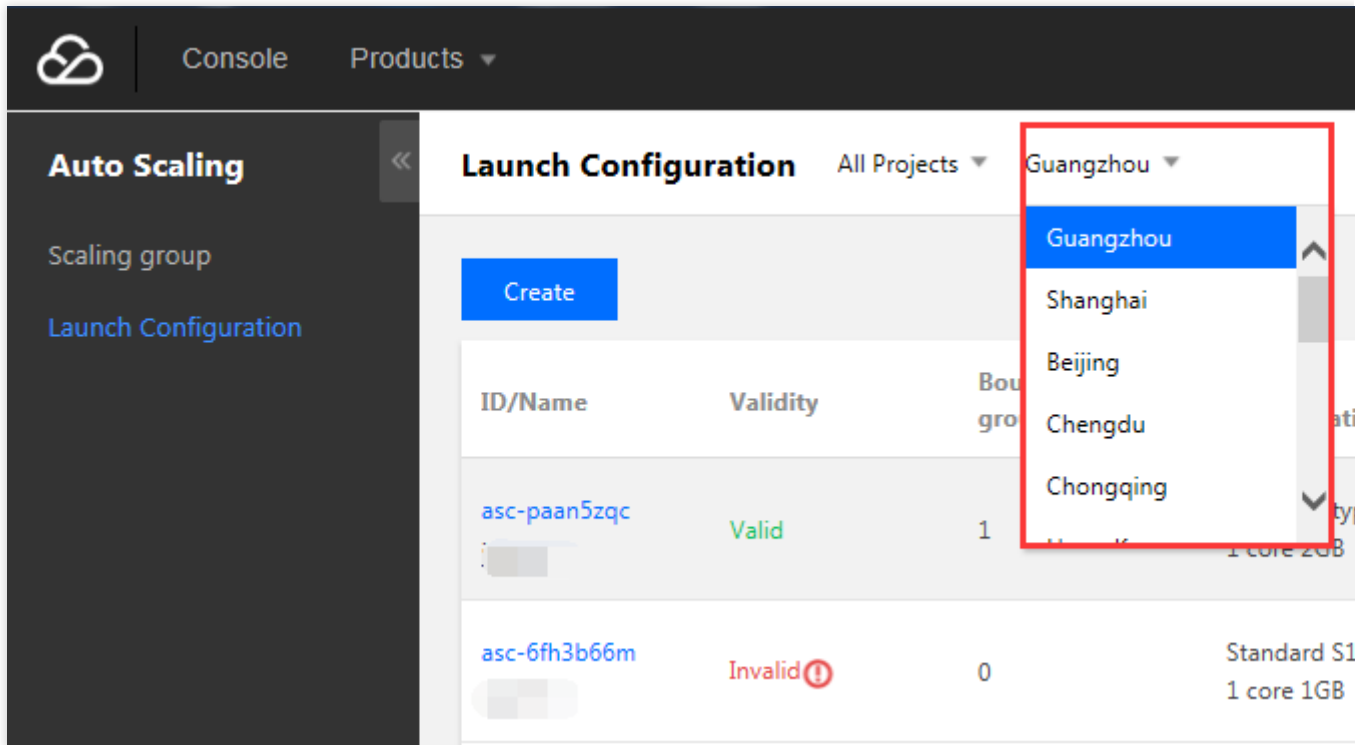 Console
Products
Auto Scaling
Scaling group
Launch Configuration
Launch Configuration
All Projects
Guangzhou
Guangzhou
Shanghai
Beijing
Chengdu
Chongqing
Create
ID/Name
Validity
asc-paan5zqc
Valid
1
1 core 2GB
asc-6fh3b66m
Invalid
0
Standard S1
1 core 1GB